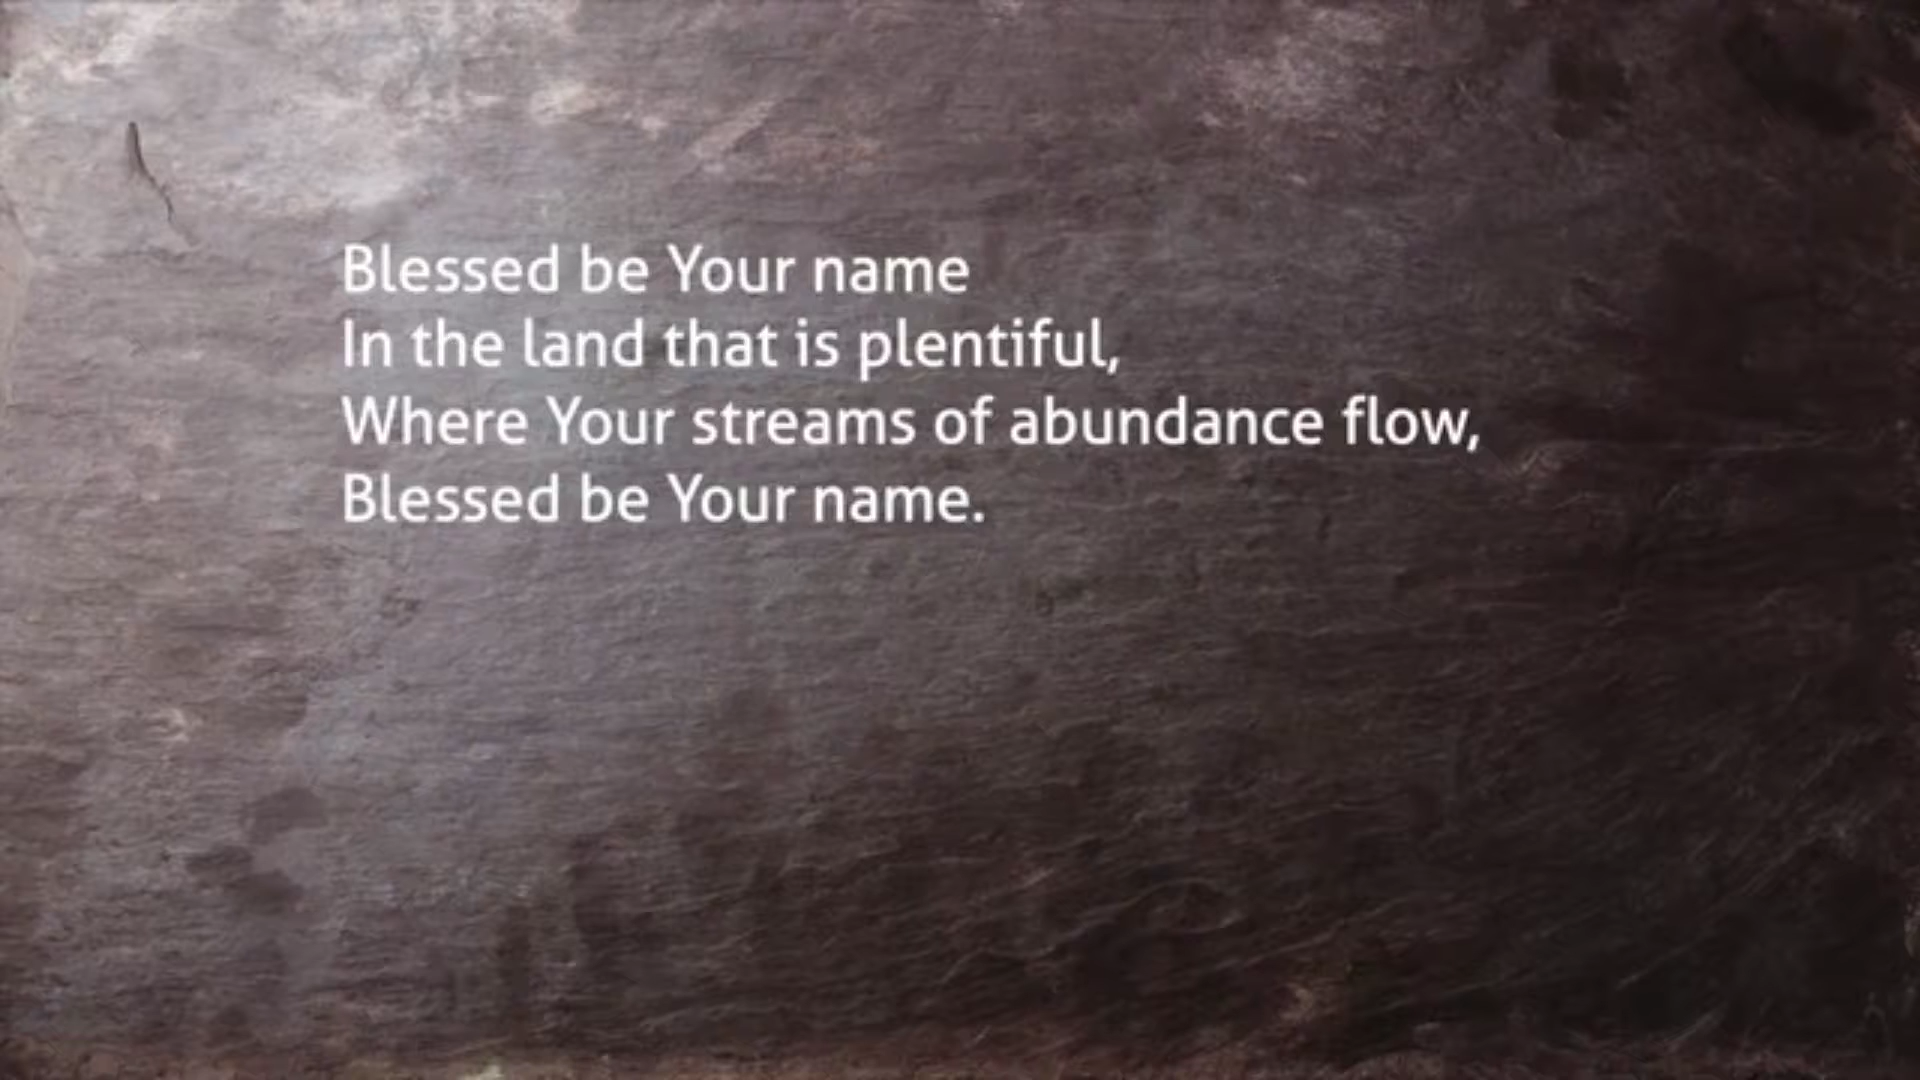 Blessed be Your name
In the land that is plentiful,
Where Your streams of abundance flow,
Blessed be Your name.